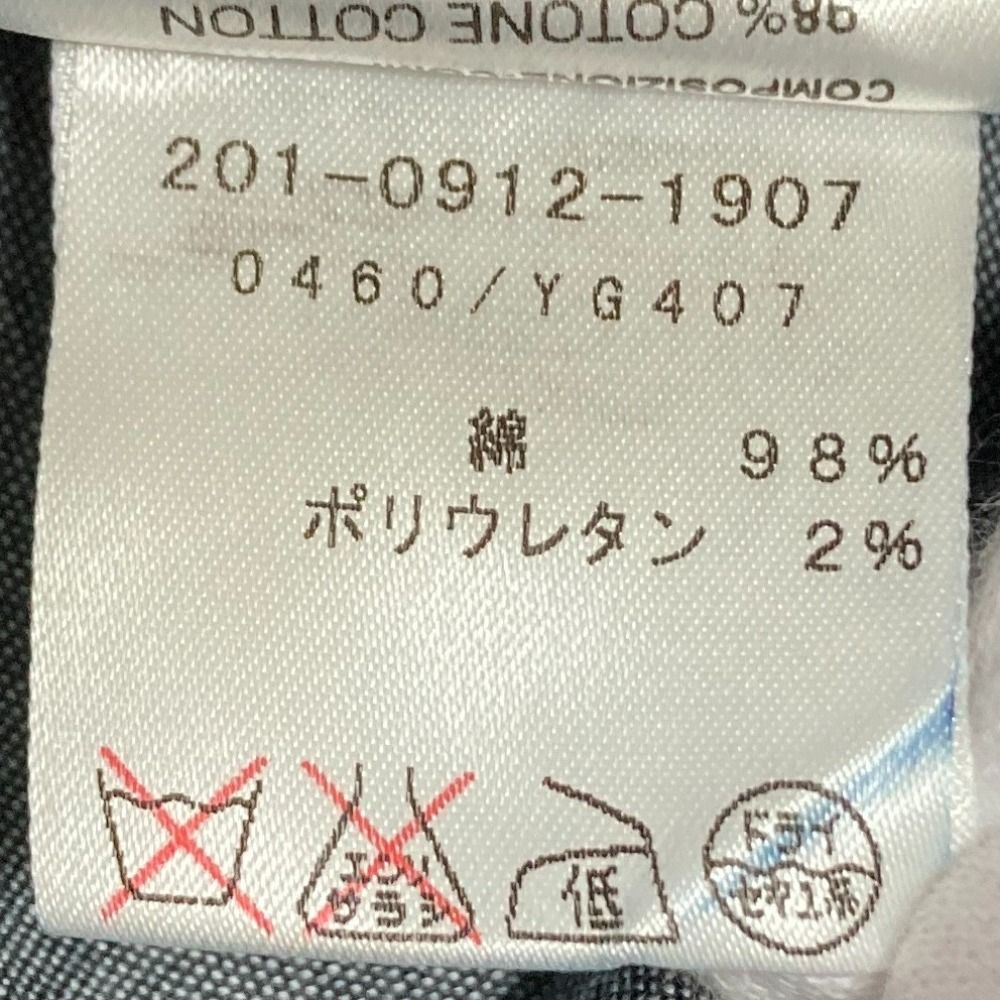 98% COTONE COTTON
201-0912-1907
0460/YG407
綿 98%
ポリウレタン 2%
エンソ
サラシ
低
ドライ
セキユ系